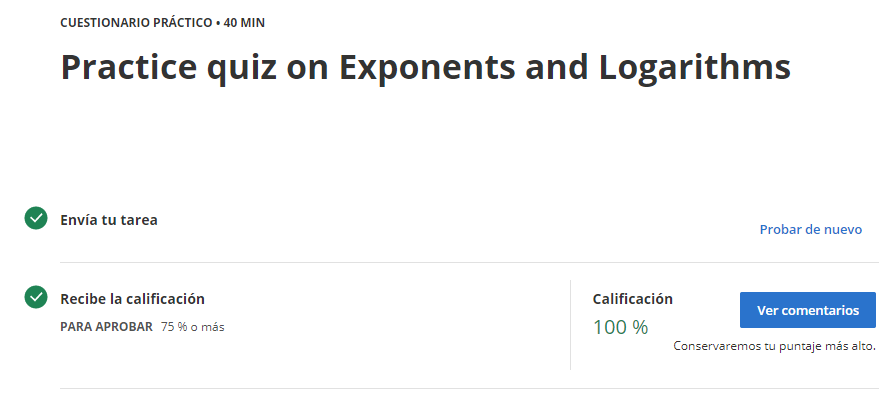 CUESTIONARIO PRÁCTICO • 40 MIN
Practice quiz on Exponents and Logarithms
Envía tu tarea
Probar de nuevo
Recibe la calificación
PARA APROBAR 75 % o más
Calificación
100 %
Ver comentarios
Conservaremos tu puntaje más alto.